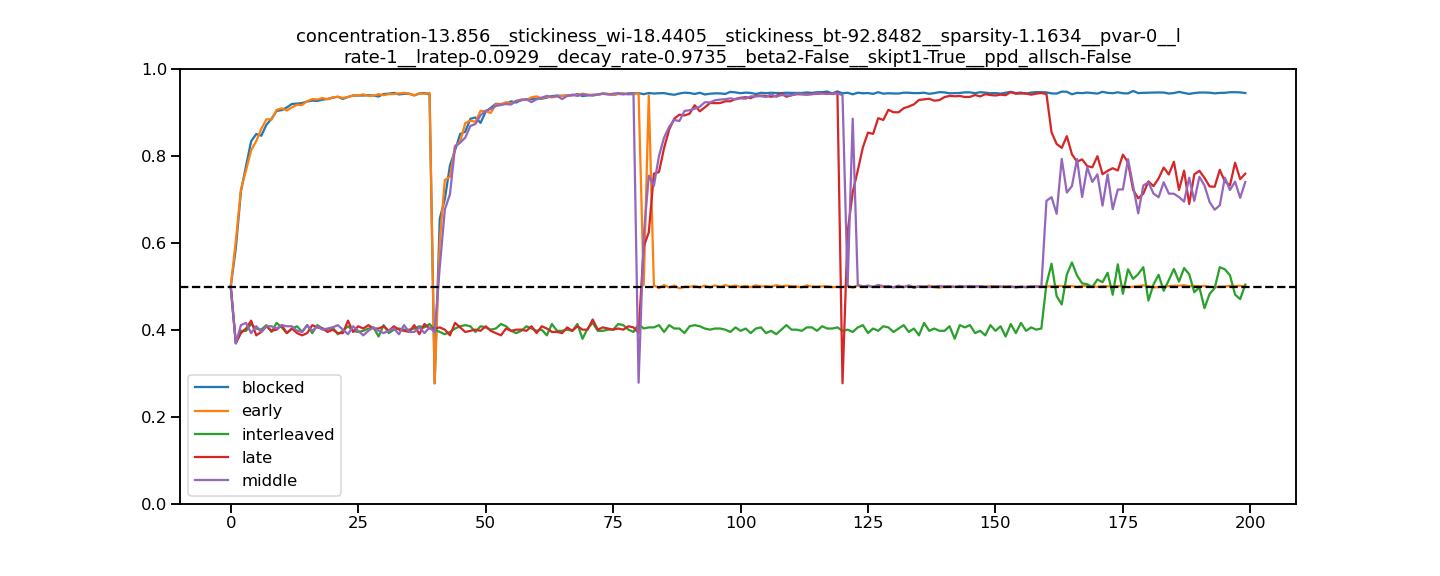 concentration-13.856__stickiness_wi-18.4405__stickiness_bt-92.8482__sparsity-1.1634__pvar-0__l
rate-1__lratep-0.0929__decay_rate-0.9735__beta2-False__skipt1-True__ppd_allsch-False
1.0
0.8
0.6
0.4
0.2
0.0
blocked
early
interleaved
late
middle
0 25 50 75 100 125 150 175 200